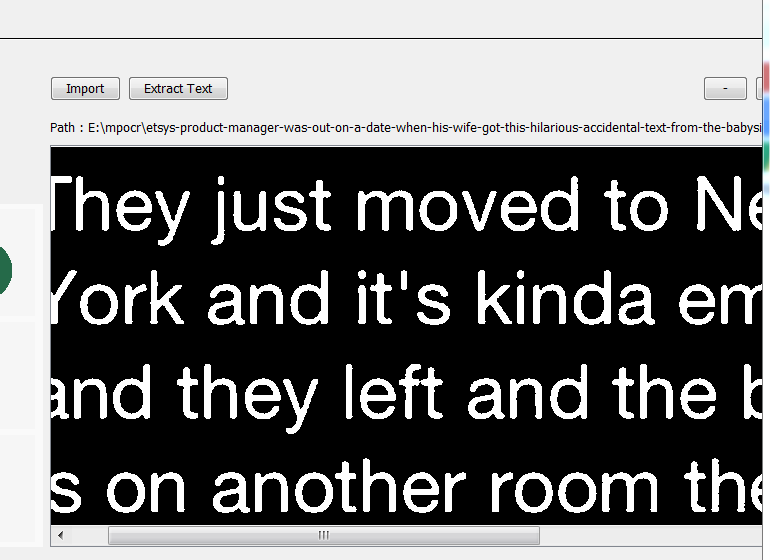 Import Extract Text -
Path : E:\mpocr\etsys-product-manager-was-out-on-a-date-when-his-wife-got-this-hilarious-accidental-text-from-the-babysi
They just moved to Ne
York and it's kinda em
and they left and the b
s on another room the